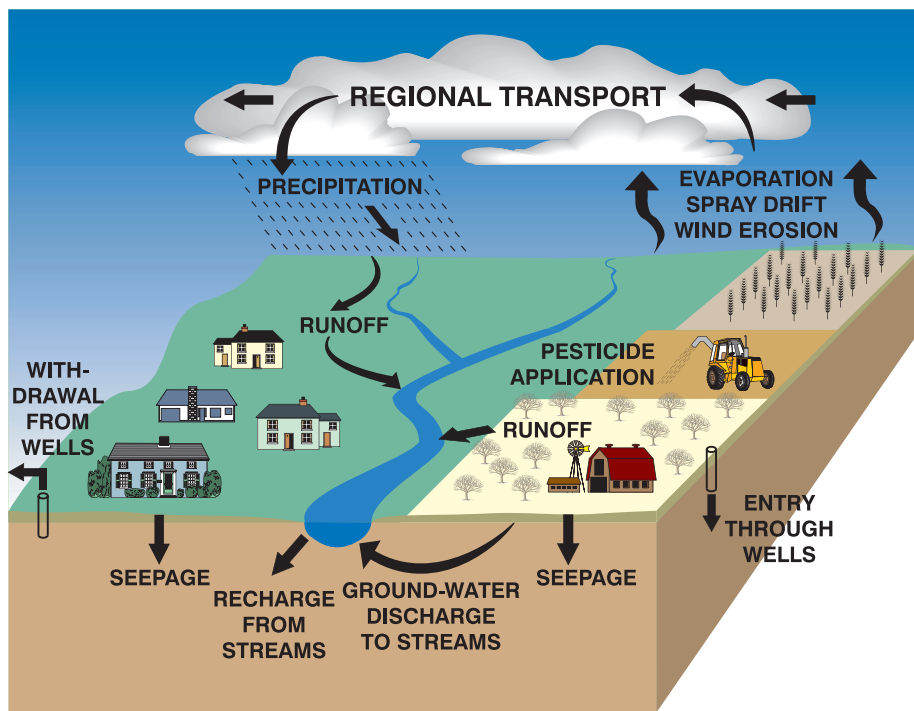 REGIONAL TRANSPORT
PRECIPITATION
EVAPORATION
SPRAY DRIFT
WIND EROSION
RUNOFF
PESTICIDE
APPLICATION
WITH-
DRAWAL
FROM
WELLS
RUNOFF
ENTRY
THROUGH
WELLS
SEEPAGE
RECHARGE
FROM
STREAMS
GROUND-WATER
DISCHARGE
TO STREAMS
SEEPAGE